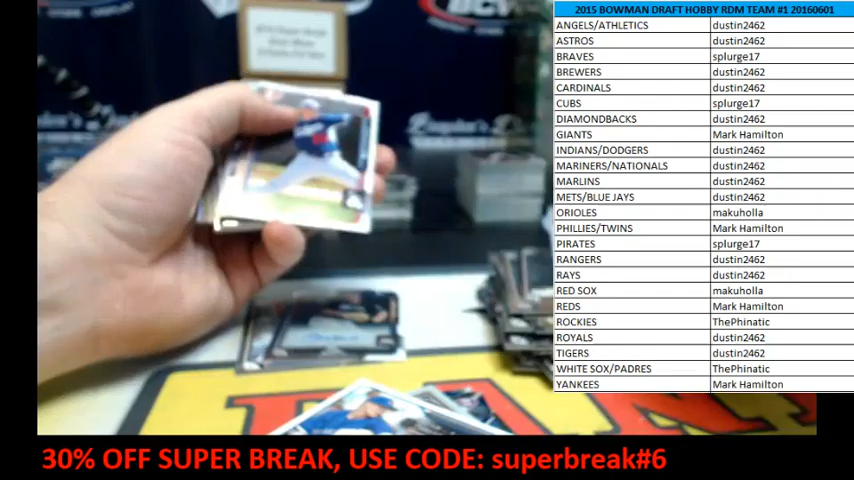 2015 BOWMAN DRAFT HOBBY RDM TEAM #1 20160601
ANGELS/ATHLETICS dustin2462
ASTROS dustin2462
BRAVES splurge17
BREWERS dustin2462
CARDINALS dustin2462
CUBS splurge17
DIAMONDBACKS dustin2462
GIANTS Mark Hamilton
INDIANS/DODGERS dustin2462
MARINERS/NATIONALS dustin2462
MARLINS dustin2462
METS/BLUE JAYS dustin2462
ORIOLES makuholla
PHILLIES/TWINS Mark Hamilton
PIRATES splurge17
RANGERS dustin2462
RAYS dustin2462
RED SOX makuholla
REDS Mark Hamilton
ROCKIES ThePhinatic
ROYALS dustin2462
TIGERS dustin2462
WHITE SOX/PADRES ThePhinatic
YANKEES Mark Hamilton
30% OFF SUPER BREAK, USE CODE: superbreak#6